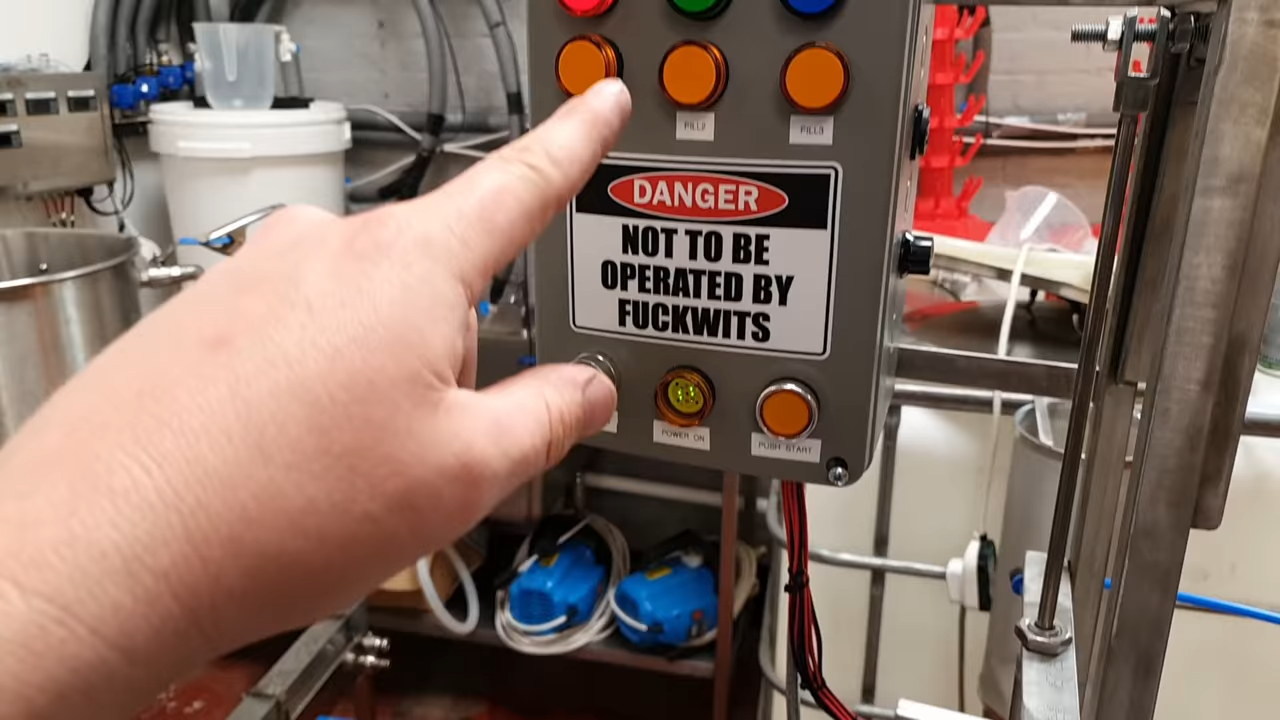 FILL2
FILL3
DANGER
NOT TO BE
OPERATED BY
FUCKWITS
POWER ON
PUSH START